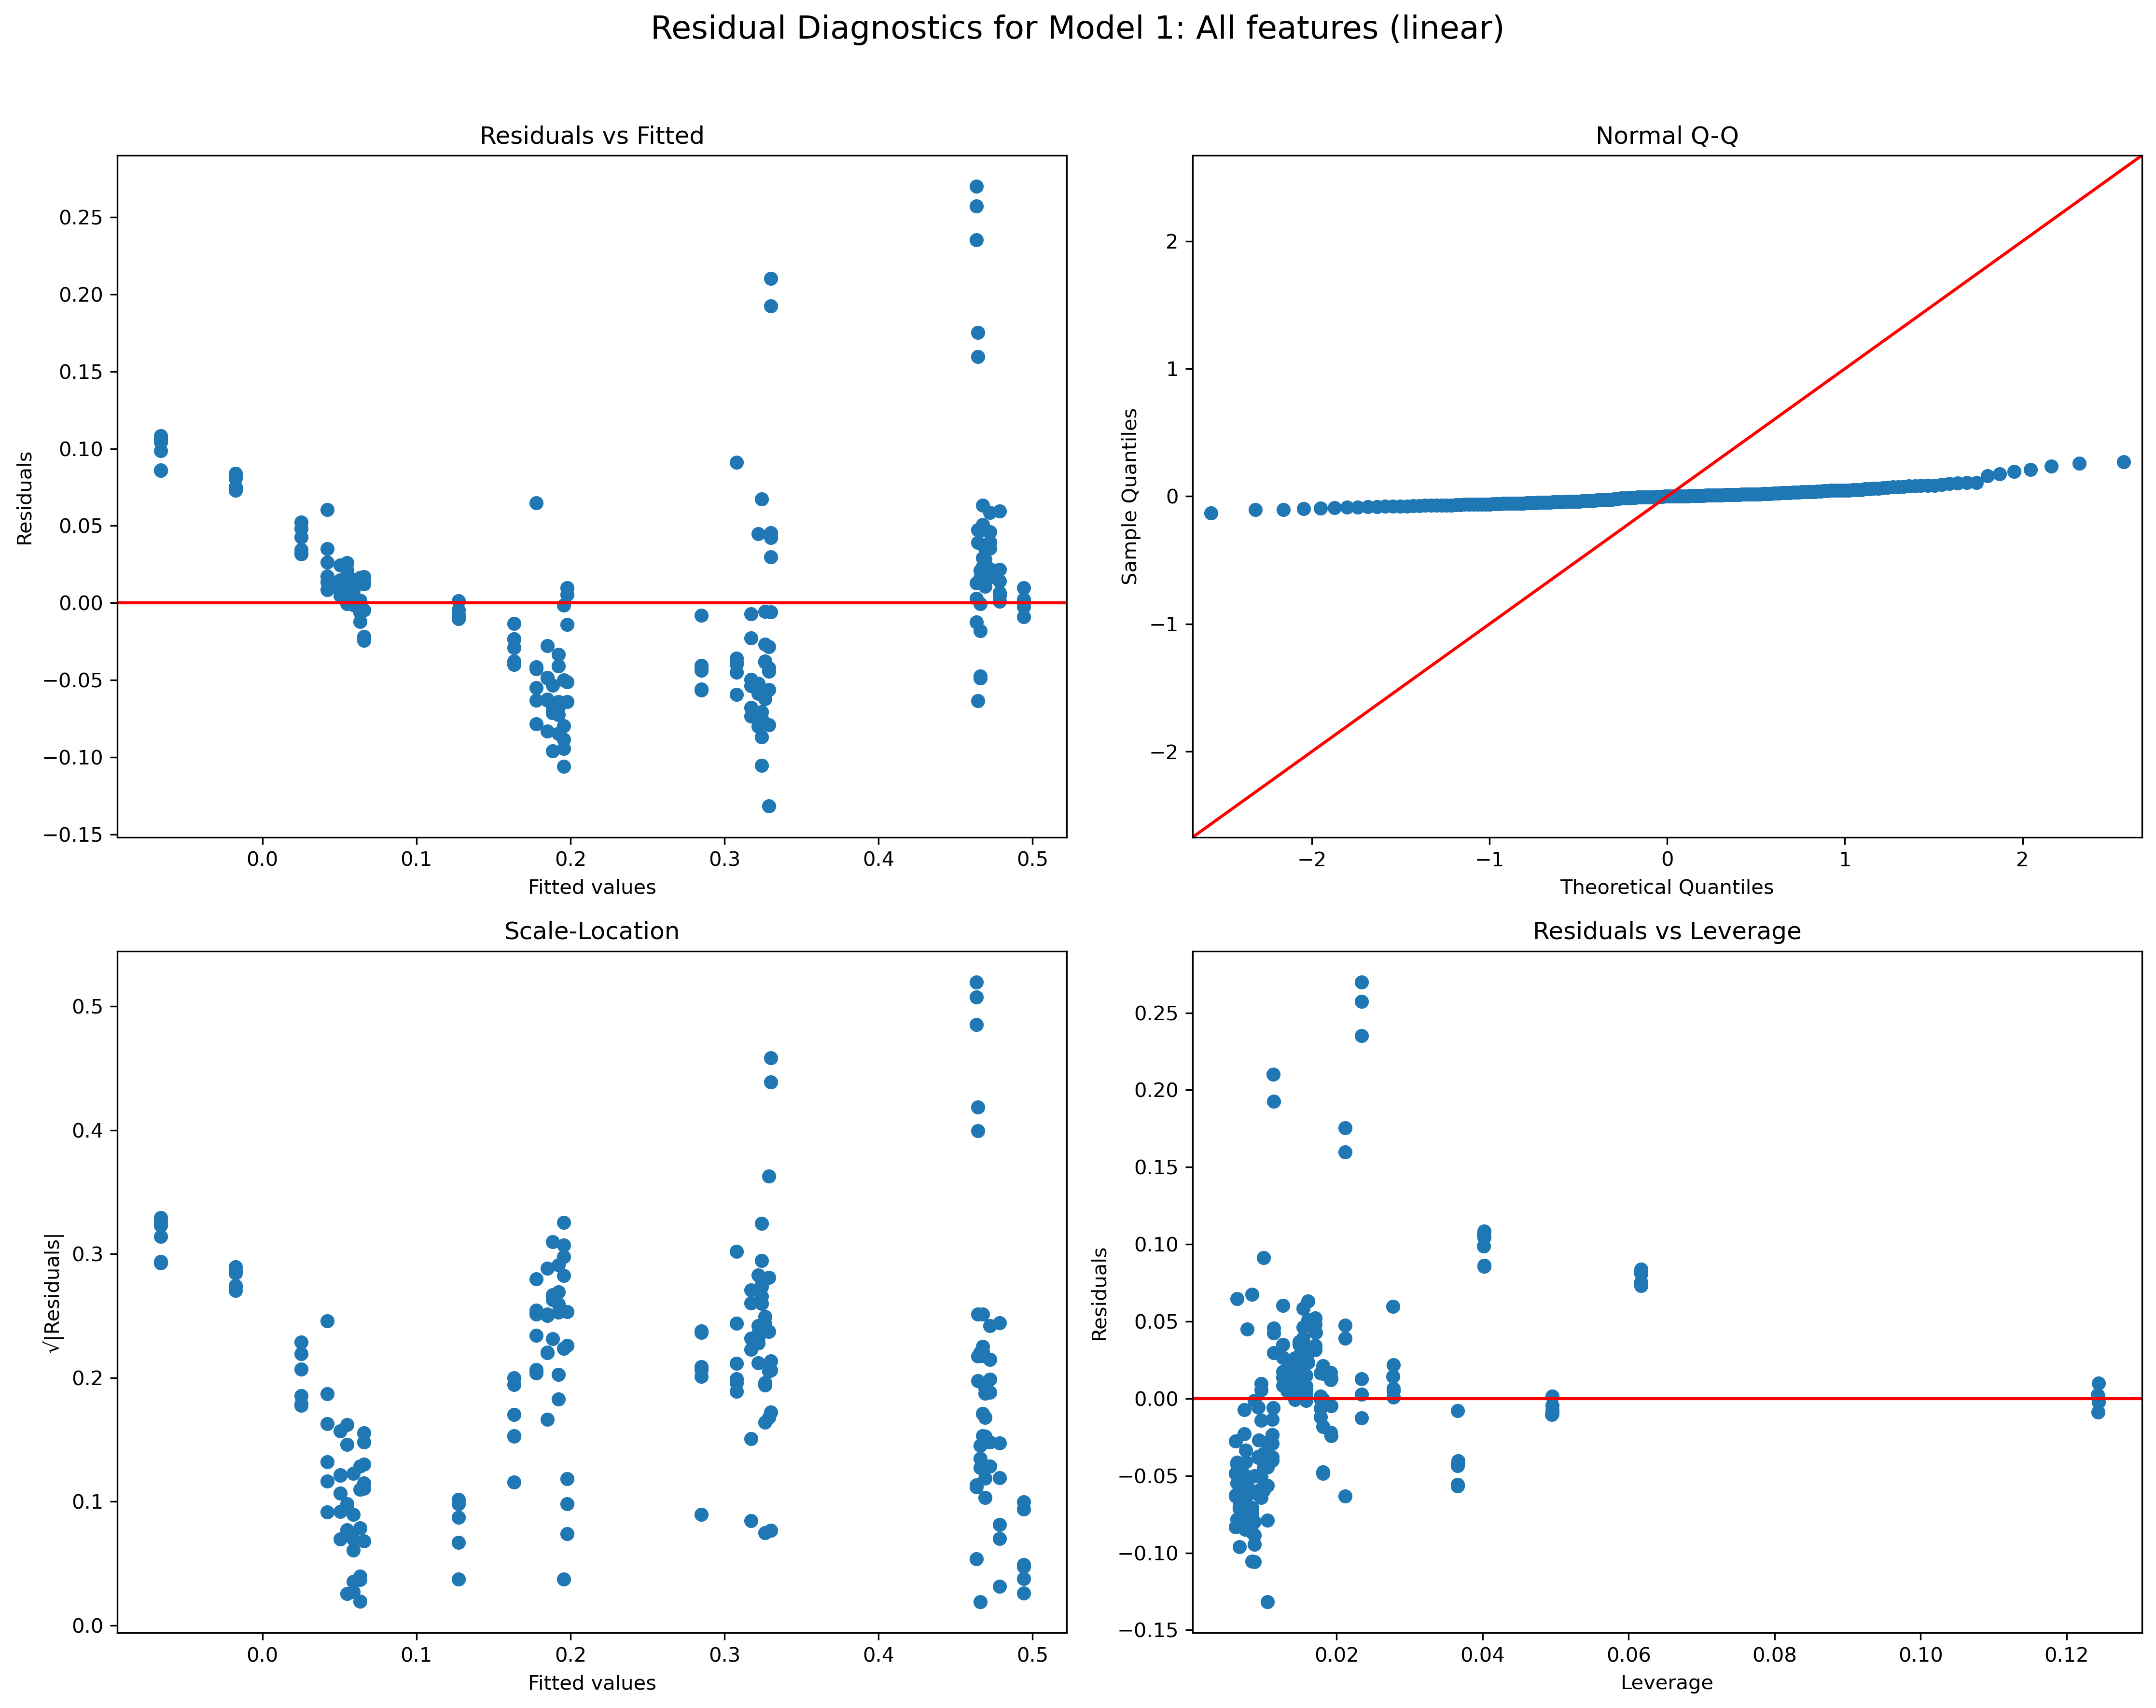 Residual Diagnostics for Model 1: All features (linear)
Residuals vs Fitted
0.25
0.20
0.15
0.10
0.05
0.00
−0.05
−0.10
−0.15
Residuals
0.0 0.1 0.2 0.3 0.4 0.5
Fitted values
Normal Q-Q
2
1
0
−1
−2
Sample Quantiles
−2 −1 0 1 2
Theoretical Quantiles
Scale-Location
0.5
0.4
0.3
0.2
0.1
0.0
√|Residuals|
0.0 0.1 0.2 0.3 0.4 0.5
Fitted values
Residuals vs Leverage
0.25
0.20
0.15
0.10
0.05
0.00
−0.05
−0.10
−0.15
Residuals
0.02 0.04 0.06 0.08 0.10 0.12
Leverage